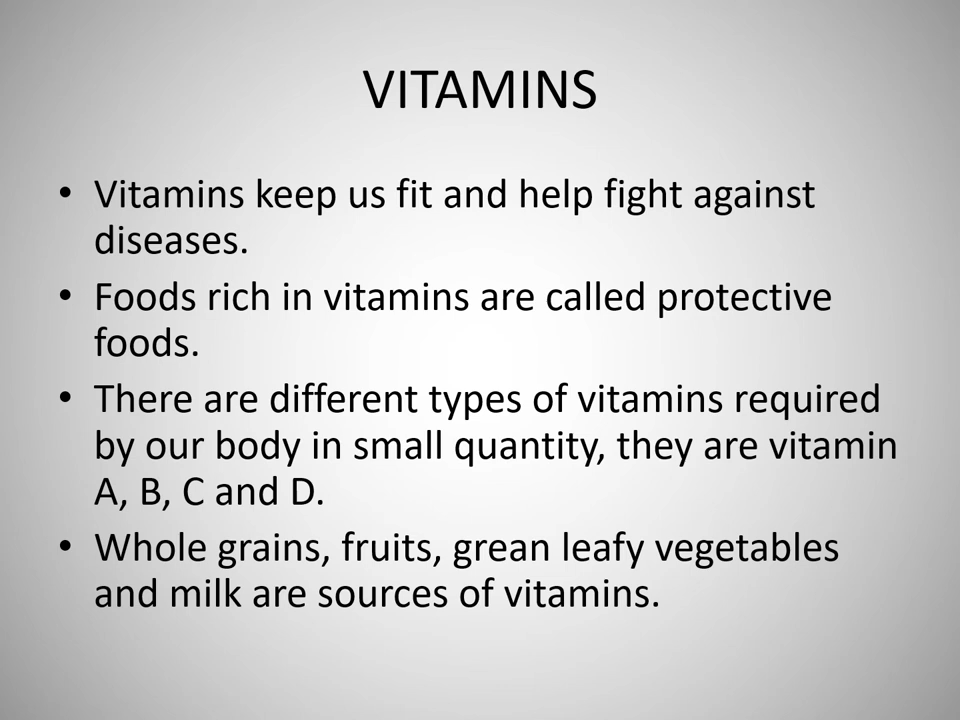 VITAMINS
• Vitamins keep us fit and help fight against
diseases.
• Foods rich in vitamins are called protective
foods.
• There are different types of vitamins required
by our body in small quantity, they are vitamin
A, B, C and D.
• Whole grains, fruits, grean leafy vegetables
and milk are sources of vitamins.